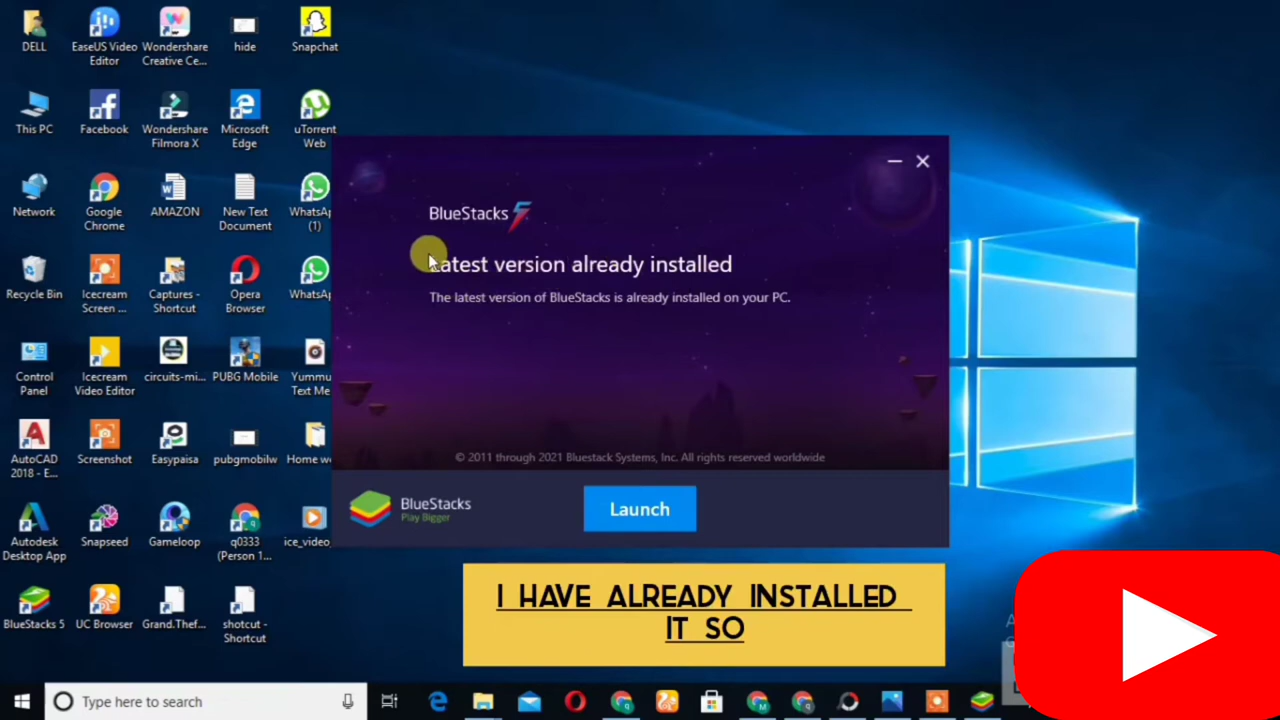 DELL
EaseUS Video
Editor
Wondershare
Creative Ce...
hide
Snapchat
This PC
Facebook
Wondershare
Filmora X
Microsoft
Edge
uTorrent
Web
Network
Google
Chrome
AMAZON
New Text
Document
WhatsAp
(1)
Recycle Bin
Icecream
Screen ...
Captures -
Shortcut
Opera
Browser
WhatsAp
Control
Panel
Icecream
Video Editor
circuits-mi...
PUBG Mobile
Yummu
Text Me
AutoCAD
2018 - E...
Screenshot
Easypaisa
pubgmobilw
Home w
Autodesk
Desktop App
Snapseed
Gameloop
q0333
(Person 1...
ice_video_
BlueStacks 5
UC Browser
Grand.Thef...
shotcut -
Shortcut
BlueStacks
Latest version already installed
The latest version of BlueStacks is already installed on your PC.
© 2011 through 2021 Bluestack Systems, Inc. All rights reserved worldwide
BlueStacks
Play Bigger
Launch
I HAVE ALREADY INSTALLED
IT SO
Type here to search